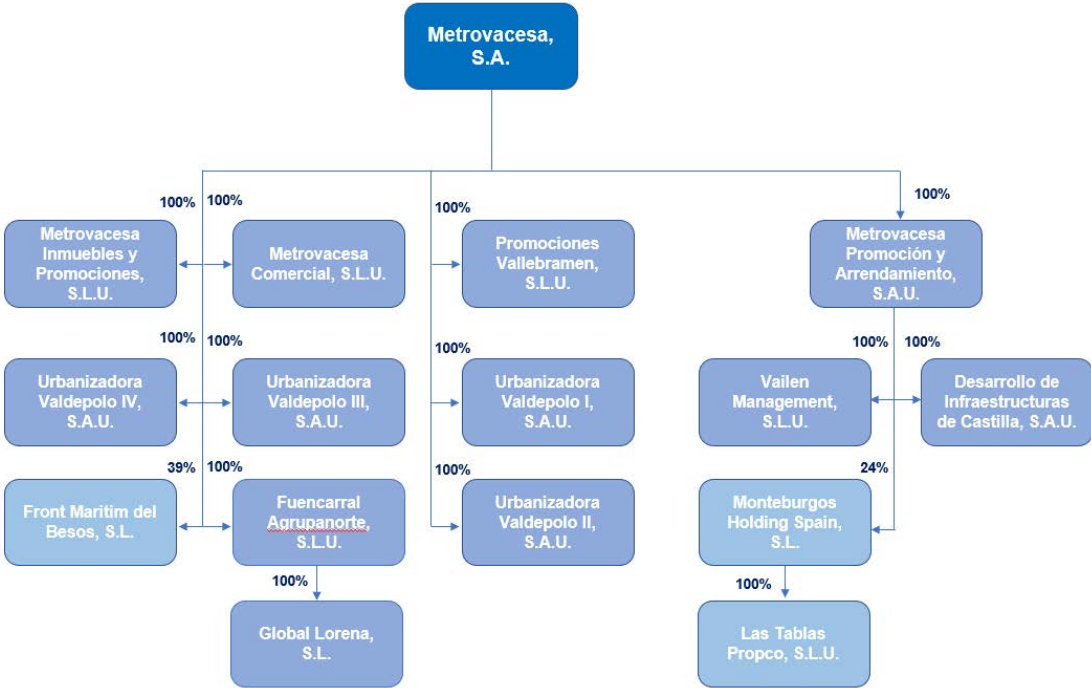 Metrovacesa,
S.A.
100%
100%
100%
100%
Metrovacesa
Inmuebles y
Promociones,
S.L.U.
Metrovacesa
Comercial, S.L.U.
Promociones
Vallebramen,
S.L.U.
Metrovacesa
Promoción y
Arrendamiento,
S.A.U.
100%
100%
100%
100%
100%
Urbanizadora
Valdepolo IV,
S.A.U.
Urbanizadora
Valdepolo III,
S.A.U.
Urbanizadora
Valdepolo I,
S.A.U.
Vailen
Management,
S.L.U.
Desarrollo de
Infraestructuras
de Castilla, S.A.U.
39%
100%
100%
24%
Front Maritim del
Besos, S.L.
Fuencarral
Agrupanorte,
S.L.U.
Urbanizadora
Valdepolo II,
S.A.U.
Monteburgos
Holding Spain,
S.L.
100%
100%
Global Lorena,
S.L.
Las Tablas
Propco, S.L.U.